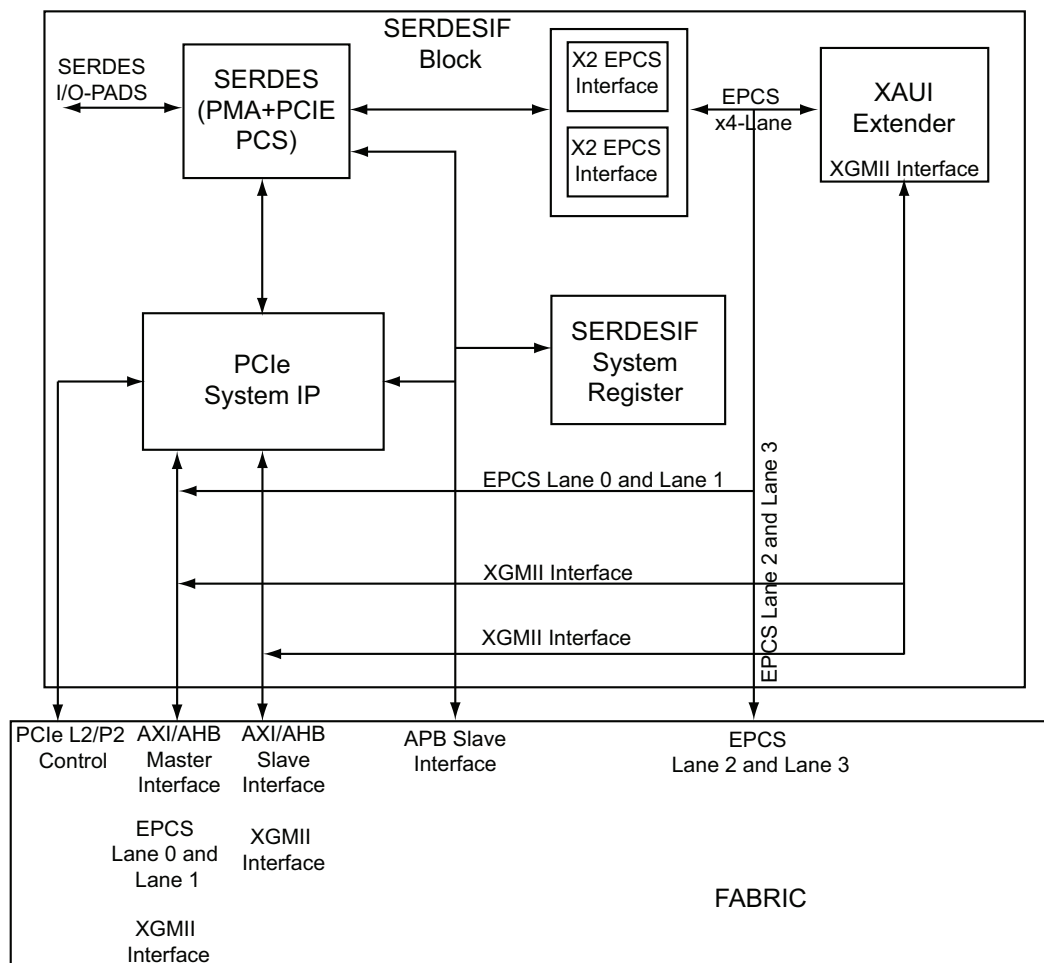 SERDESIF
Block
SERDES
I/O-PADS
SERDES
(PMA+PCIE
PCS)
X2 EPCS
Interface
X2 EPCS
Interface
EPCS
x4-Lane
XAUI
Extender
XGMII Interface
PCIe
System IP
SERDESIF
System
Register
EPCS Lane 0 and Lane 1
EPCS Lane 2 and Lane 3
XGMII Interface
XGMII Interface
PCIe L2/P2
Control
AXI/AHB
Master
Interface
AXI/AHB
Slave
Interface
APB Slave
Interface
EPCS
Lane 2 and Lane 3
EPCS
Lane 0 and
Lane 1
XGMII
Interface
XGMII
Interface
FABRIC